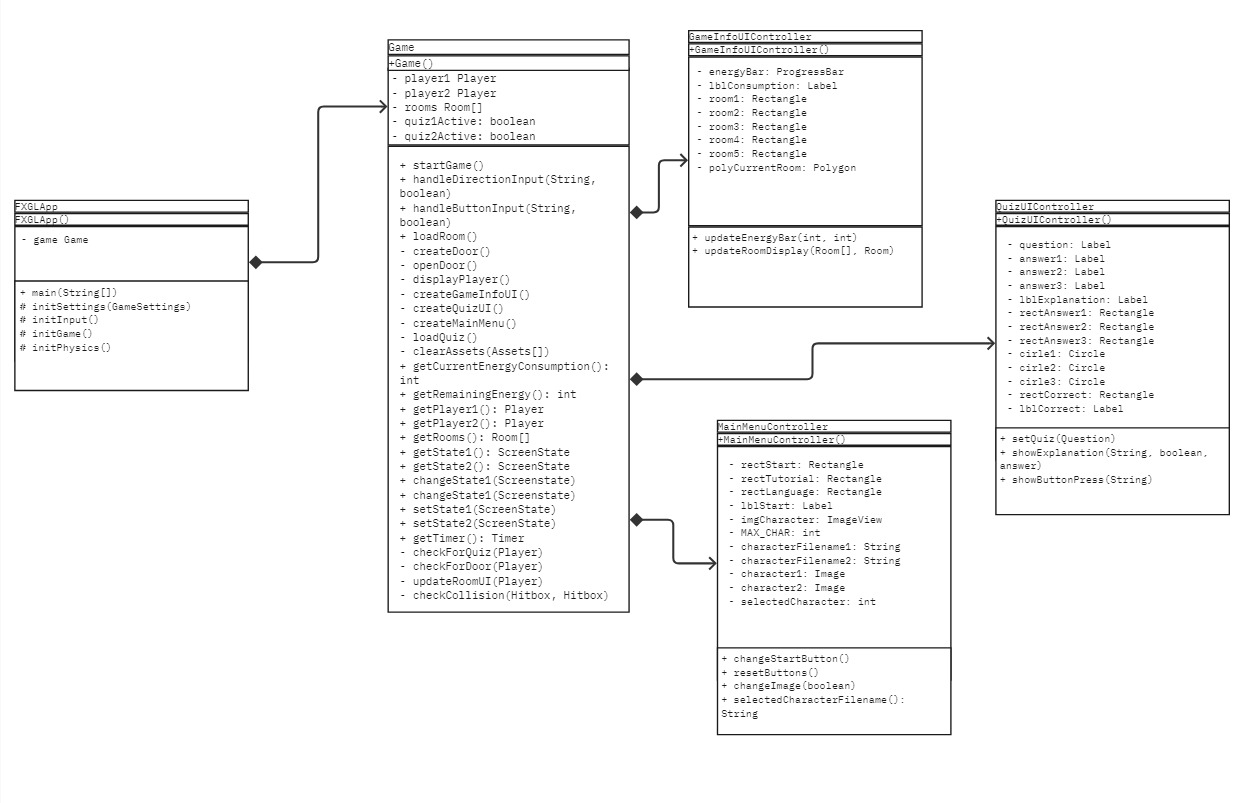 FXGLApp
FXGLApp()
- game Game
+ main(String[])
# initSettings(GameSettings)
# initInput()
# initGame()
# initPhysics()
Game
+Game()
- player1 Player
- player2 Player
- rooms Room[]
- quiz1Active: boolean
- quiz2Active: boolean
+ startGame()
+ handleDirectionInput(String,
boolean)
+ handleButtonInput(String,
boolean)
+ loadRoom()
- createDoor()
- openDoor()
- displayPlayer()
- createGameInfoUI()
- createQuizUI()
- createMainMenu()
- loadQuiz()
- clearAssets(Assets[])
+ getCurrentEnergyConsumption():
int
+ getRemainingEnergy(): int
+ getPlayer1(): Player
+ getPlayer2(): Player
+ getRooms(): Room[]
+ getState1(): ScreenState
+ getState2(): ScreenState
+ changeState1(Screenstate)
+ changeState1(Screenstate)
+ setState1(ScreenState)
+ setState2(ScreenState)
+ getTimer(): Timer
- checkForQuiz(Player)
- checkForDoor(Player)
- updateRoomUI(Player)
- checkCollision(Hitbox, Hitbox)
GameInfoUIController
+GameInfoUIController()
- energyBar: ProgressBar
- lblConsumption: Label
- room1: Rectangle
- room2: Rectangle
- room3: Rectangle
- room4: Rectangle
- room5: Rectangle
- polyCurrentRoom: Polygon
+ updateEnergyBar(int, int)
+ updateRoomDisplay(Room[], Room)
MainMenuController
+MainMenuController()
- rectStart: Rectangle
- rectTutorial: Rectangle
- rectLanguage: Rectangle
- lblStart: Label
- imgCharacter: ImageView
- MAX_CHAR: int
- characterFilename1: String
- characterFilename2: String
- character1: Image
- character2: Image
- selectedCharacter: int
+ changeStartButton()
+ resetButtons()
+ changeImage(boolean)
+ selectedCharacterFilename():
String
QuizUIController
+QuizUIController()
- question: Label
- answer1: Label
- answer2: Label
- answer3: Label
- lblExplanation: Label
- rectAnswer1: Rectangle
- rectAnswer2: Rectangle
- rectAnswer3: Rectangle
- cirle1: Circle
- cirle2: Circle
- cirle3: Circle
- rectCorrect: Rectangle
- lblCorrect: Label
+ setQuiz(Question)
+ showExplanation(String, boolean,
answer)
+ showButtonPress(String)